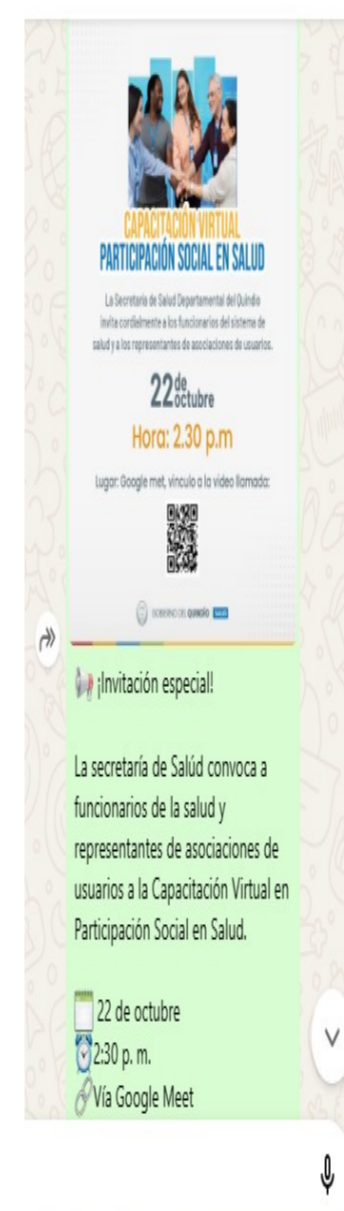 CAPACITACIÓN VIRTUAL
PARTICIPACIÓN SOCIAL EN SALUD
La Secretaría de Salud Departamental del Quindío
invita cordialmente a los funcionarios del sistema de
salud y a los representantes de asociaciones de usuarios.
22 de octubre
Hora: 2.30 p.m
Lugar: Google met, vinculo a la video llamada:
GOBIERNO DEL QUINDÍO SALUD
¡Invitación especial!
La secretaría de Salúd convoca a
funcionarios de la salud y
representantes de asociaciones de
usuarios a la Capacitación Virtual en
Participación Social en Salud.
22 de octubre
2:30 p. m.
Vía Google Meet